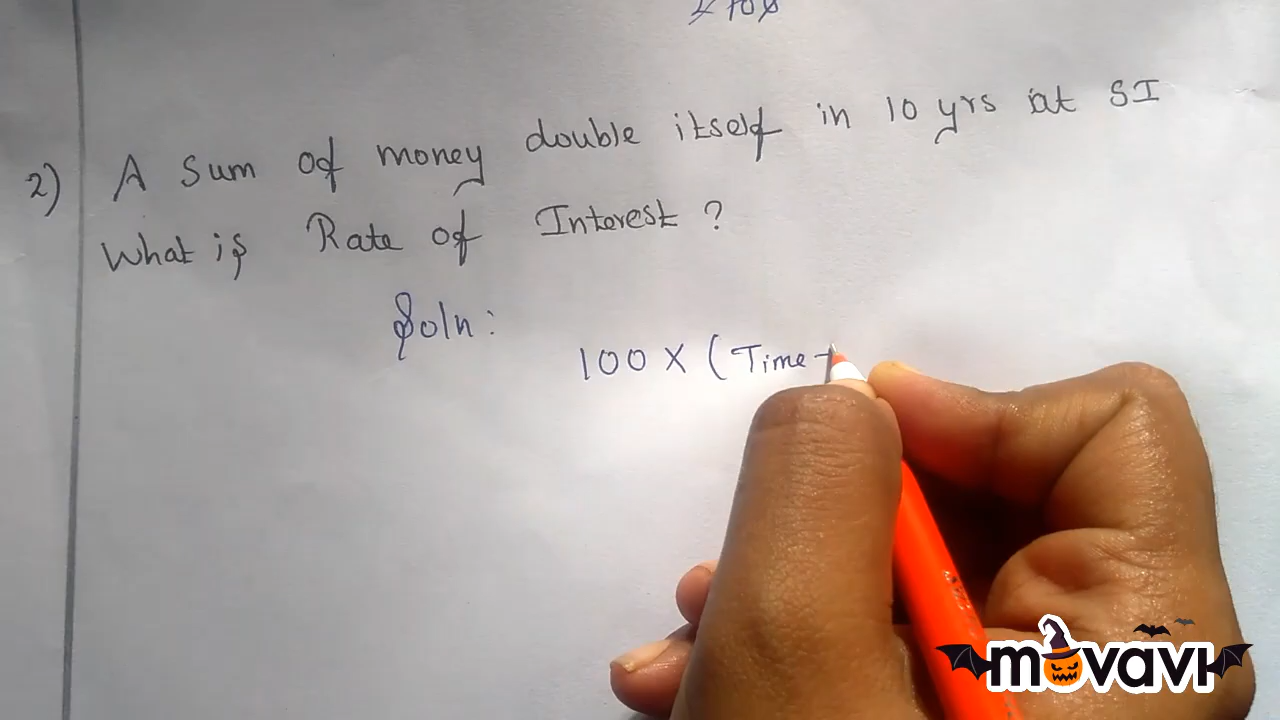 2) A Sum of money double itself in 10 yrs at SI
What is Rate of Interest ?
Soln :
100 X ( Time -
movavi